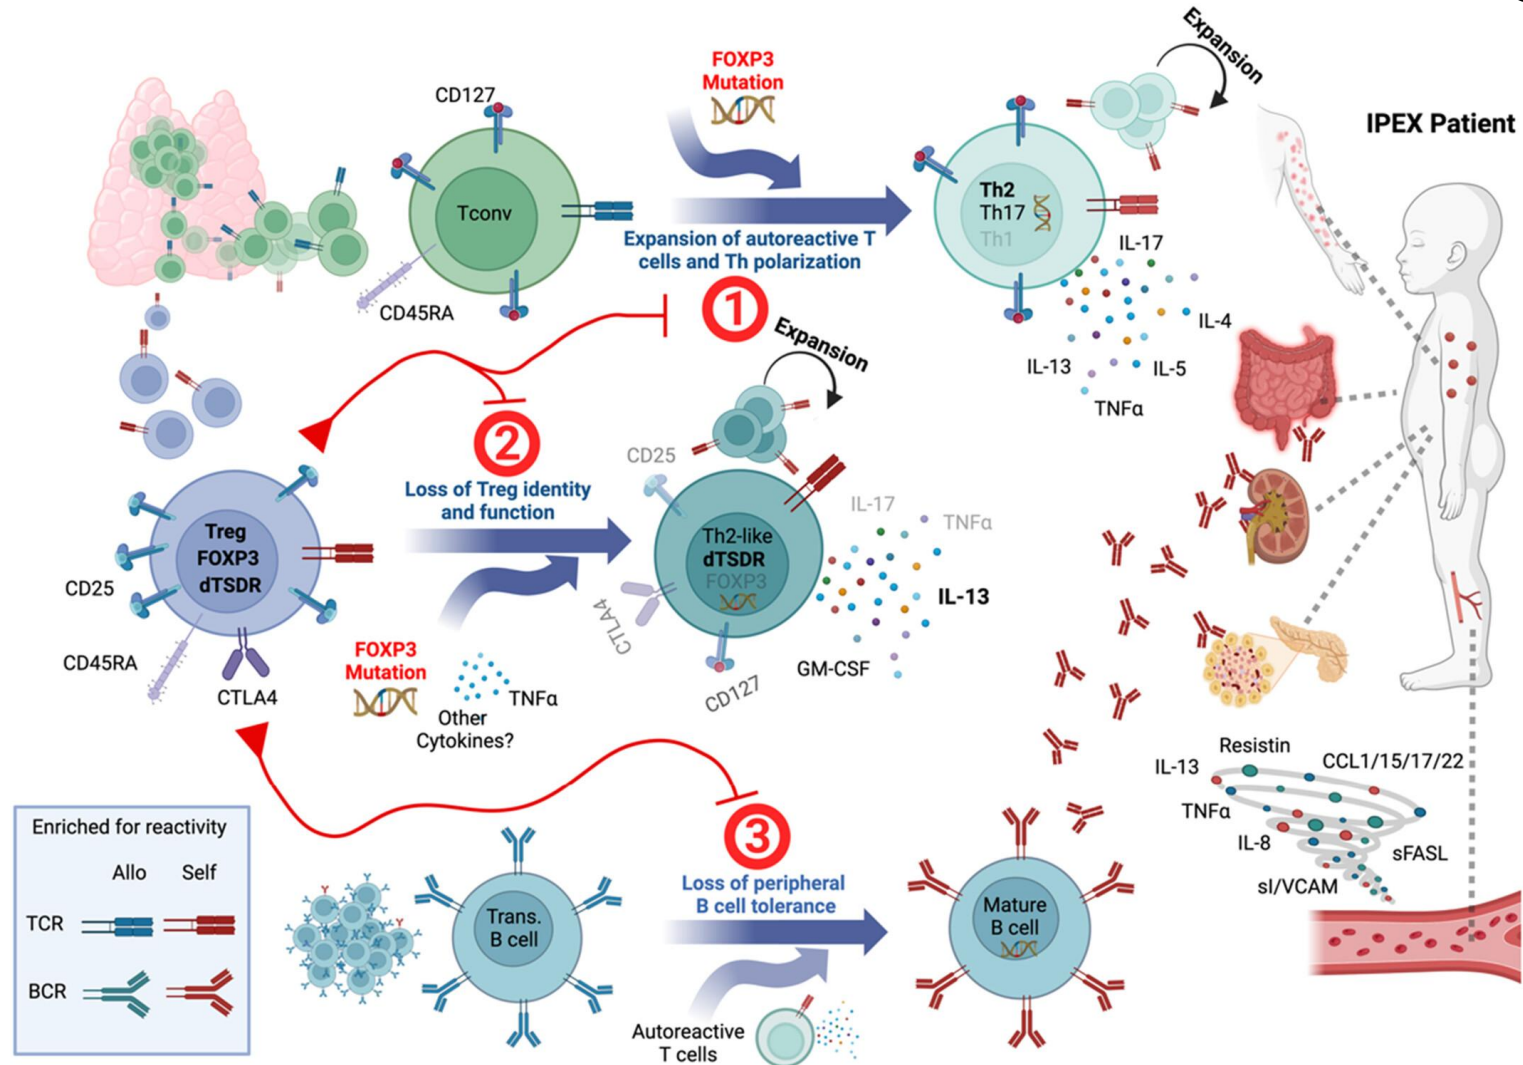 Expansion
FOXP3
Mutation
CD127
IPEX Patient
Tconv
Th2
Th17
Th1
Expansion of autoreactive T
cells and Th polarization
IL-17
CD45RA
1
IL-4
Expansion
IL-13
IL-5
TNFα
2
CD25
Loss of Treg identity
and function
IL-17
TNFα
Treg
FOXP3
dTSDR
Th2-like
dTSDR
FOXP3
CD25
IL-13
CTLA4
CD45RA
CTLA4
FOXP3
Mutation
TNFα
Other
Cytokines?
GM-CSF
CD127
Resistin
CCL1/15/17/22
IL-13
TNFα
IL-8
sFASL
sI/VCAM
3
Loss of peripheral
B cell tolerance
Trans.
B cell
Mature
B cell
Autoreactive
T cells
Enriched for reactivity
Allo Self
TCR
BCR